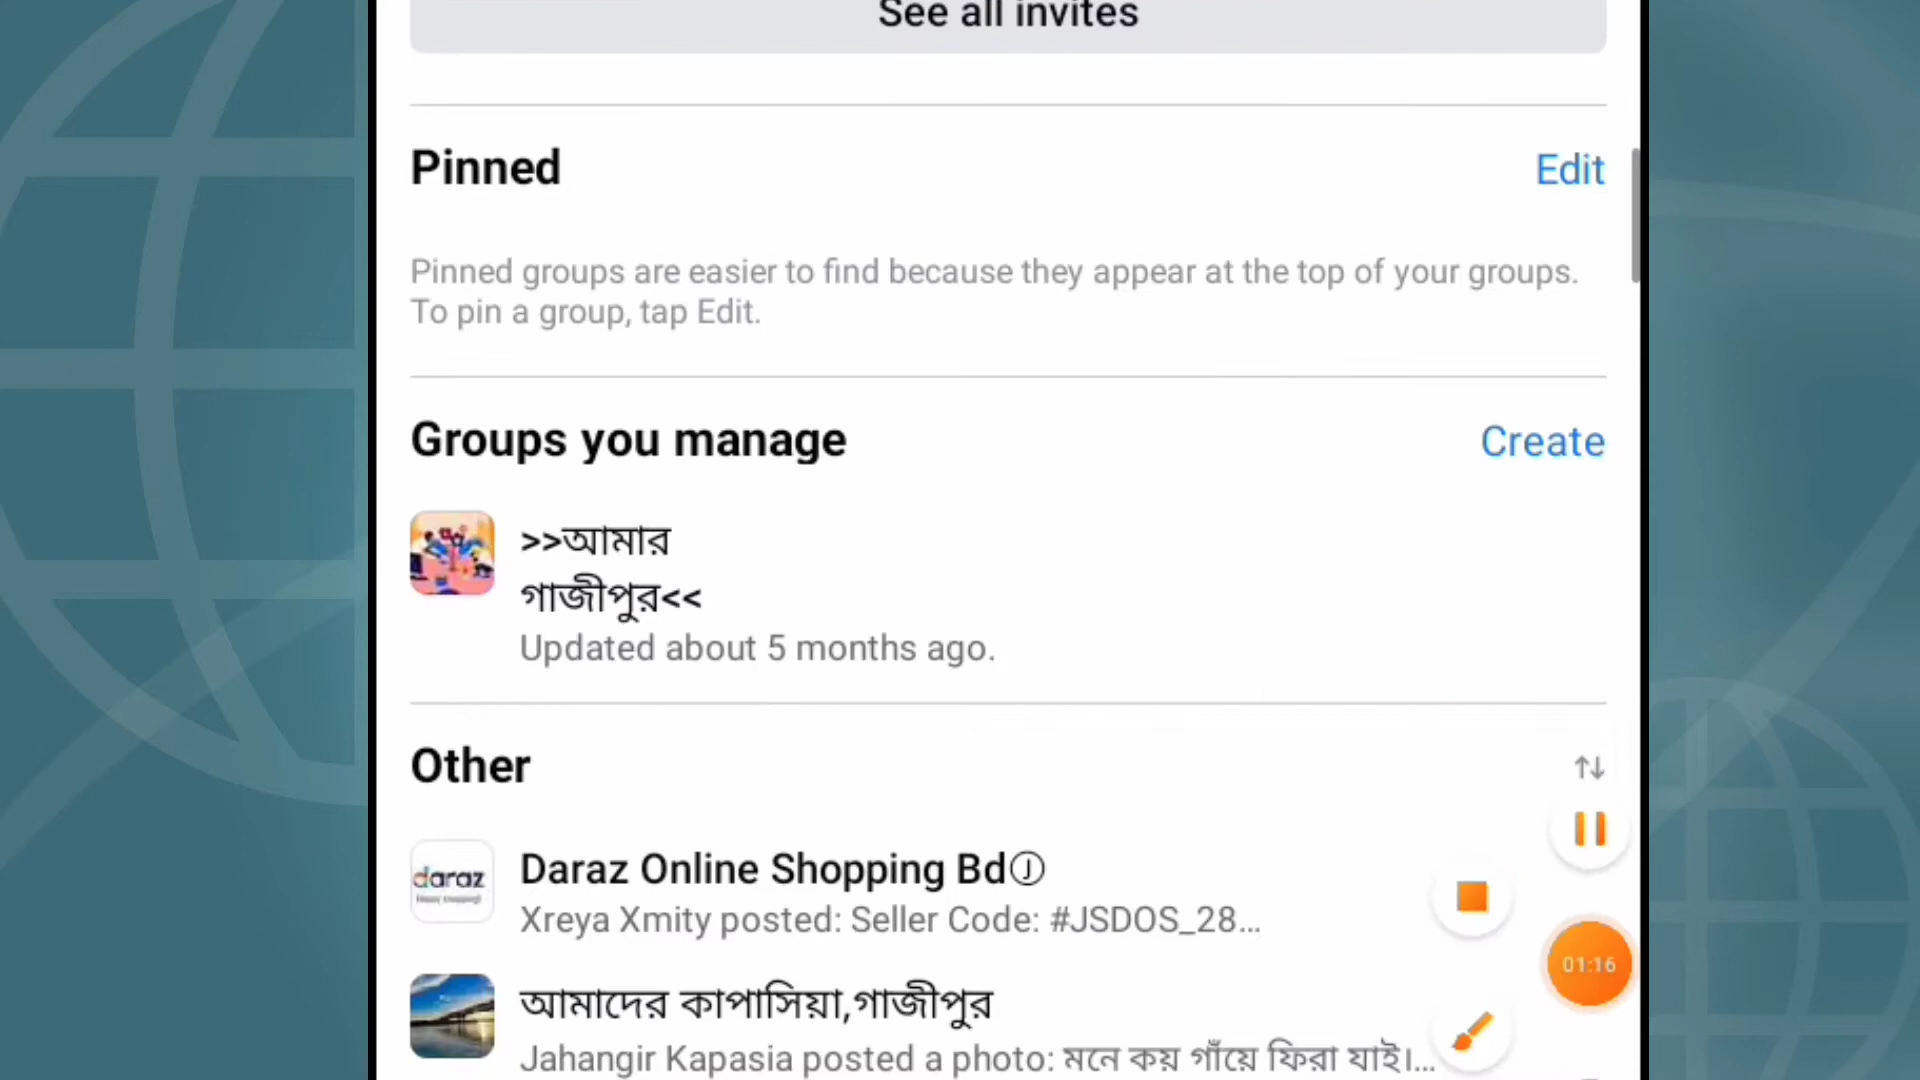 See all invites
Pinned
Edit
Pinned groups are easier to find because they appear at the top of your groups.
To pin a group, tap Edit.
Groups you manage
Create
>>আমার
গাজীপুর<<
Updated about 5 months ago.
Other
daraz
Daraz Online Shopping BdⒿ
Xreya Xmity posted: Seller Code: #JSDOS_28...
01:16
আমাদের কাপাসিয়া,গাজীপুর
Jahangir Kapasia posted a photo: মনে কয় গাঁয়ে ফিরা যাই।...